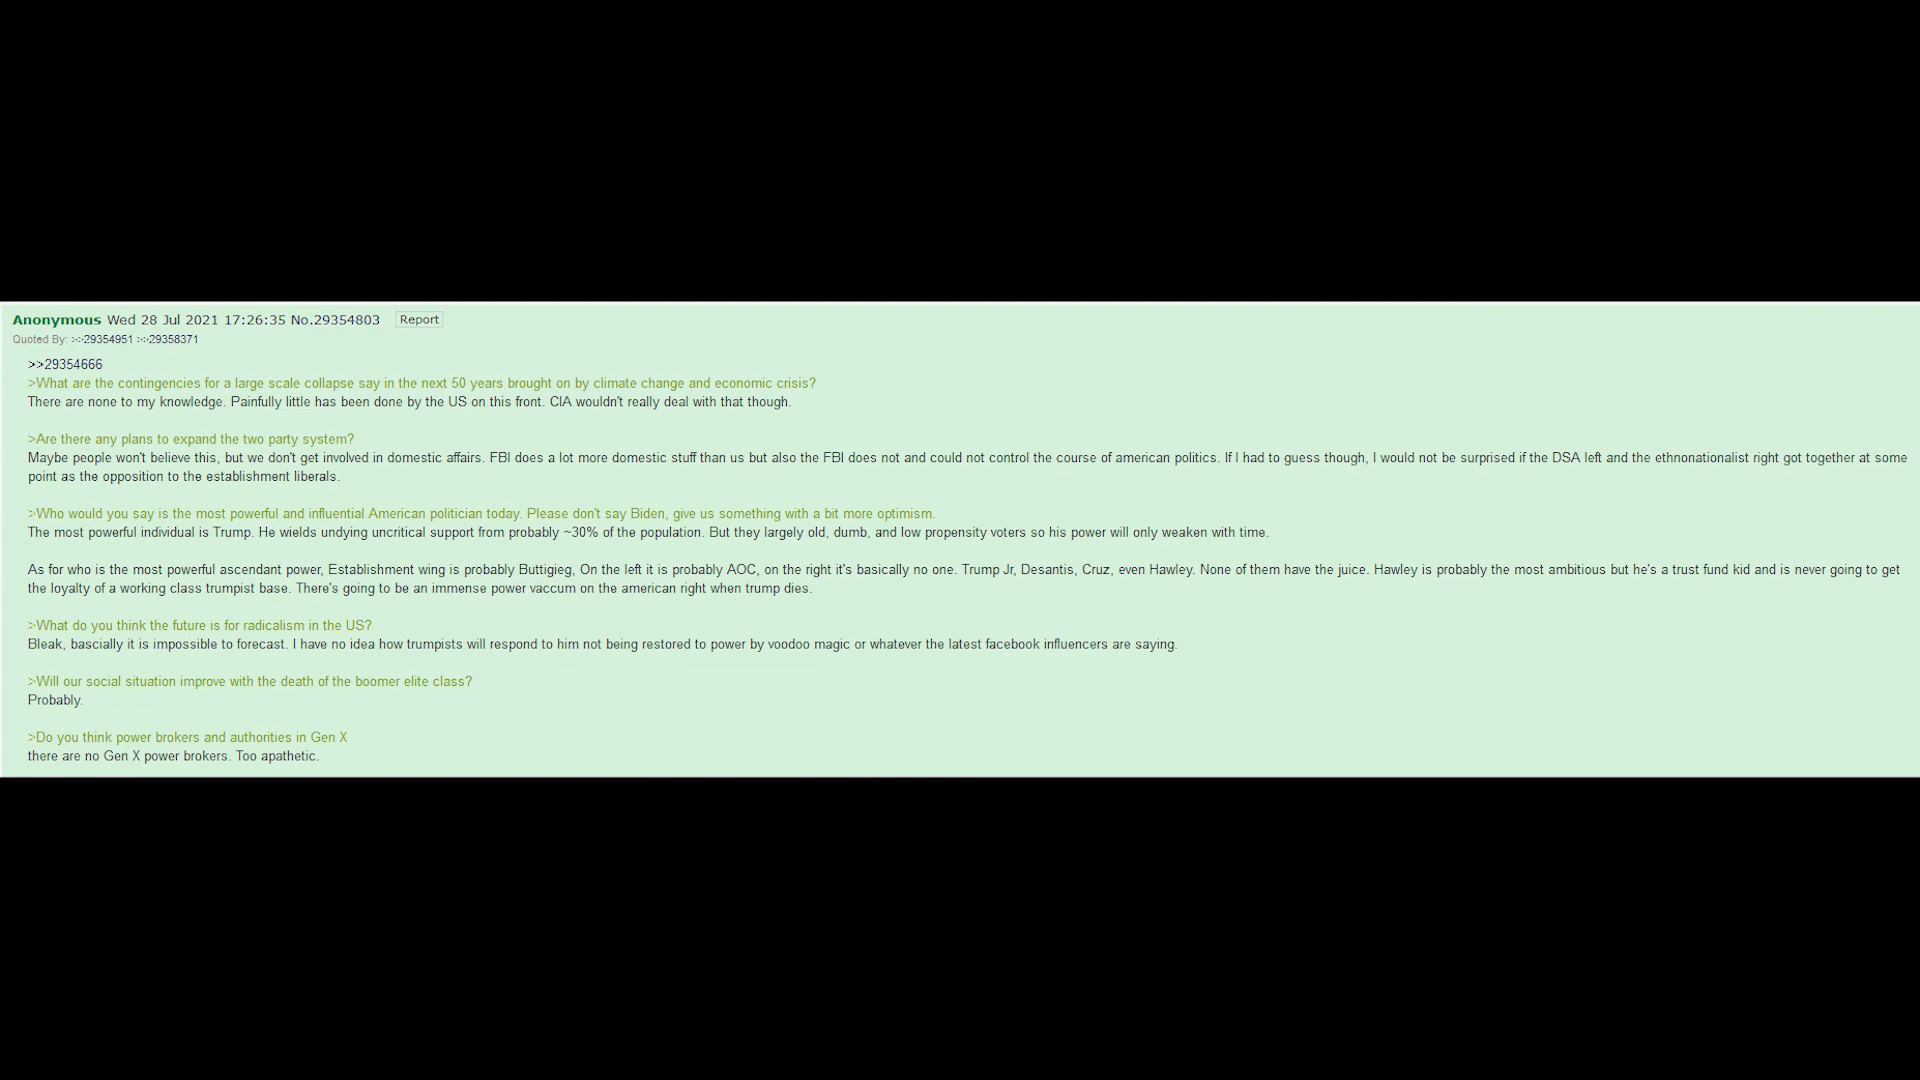 Anonymous Wed 28 Jul 2021 17:26:35 No.29354803 Report
Quoted By: >>29354951 >>29358371
>>29354666
>What are the contingencies for a large scale collapse say in the next 50 years brought on by climate change and economic crisis?
There are none to my knowledge. Painfully little has been done by the US on this front. CIA wouldn't really deal with that though.
>Are there any plans to expand the two party system?
Maybe people won't believe this, but we don't get involved in domestic affairs. FBI does a lot more domestic stuff than us but also the FBI does not and could not control the course of american politics. If I had to guess though, I would not be surprised if the DSA left and the ethnonationalist right got together at some
point as the opposition to the establishment liberals.
>Who would you say is the most powerful and influential American politician today. Please don't say Biden, give us something with a bit more optimism.
The most powerful individual is Trump. He wields undying uncritical support from probably ~30% of the population. But they largely old, dumb, and low propensity voters so his power will only weaken with time.
As for who is the most powerful ascendant power, Establishment wing is probably Buttigieg, On the left it is probably AOC, on the right it's basically no one. Trump Jr, Desantis, Cruz, even Hawley. None of them have the juice. Hawley is probably the most ambitious but he's a trust fund kid and is never going to get
the loyalty of a working class trumpist base. There's going to be an immense power vaccum on the american right when trump dies.
>What do you think the future is for radicalism in the US?
Bleak, bascially it is impossible to forecast. I have no idea how trumpists will respond to him not being restored to power by voodoo magic or whatever the latest facebook influencers are saying.
>Will our social situation improve with the death of the boomer elite class?
Probably.
>Do you think power brokers and authorities in Gen X
there are no Gen X power brokers. Too apathetic.